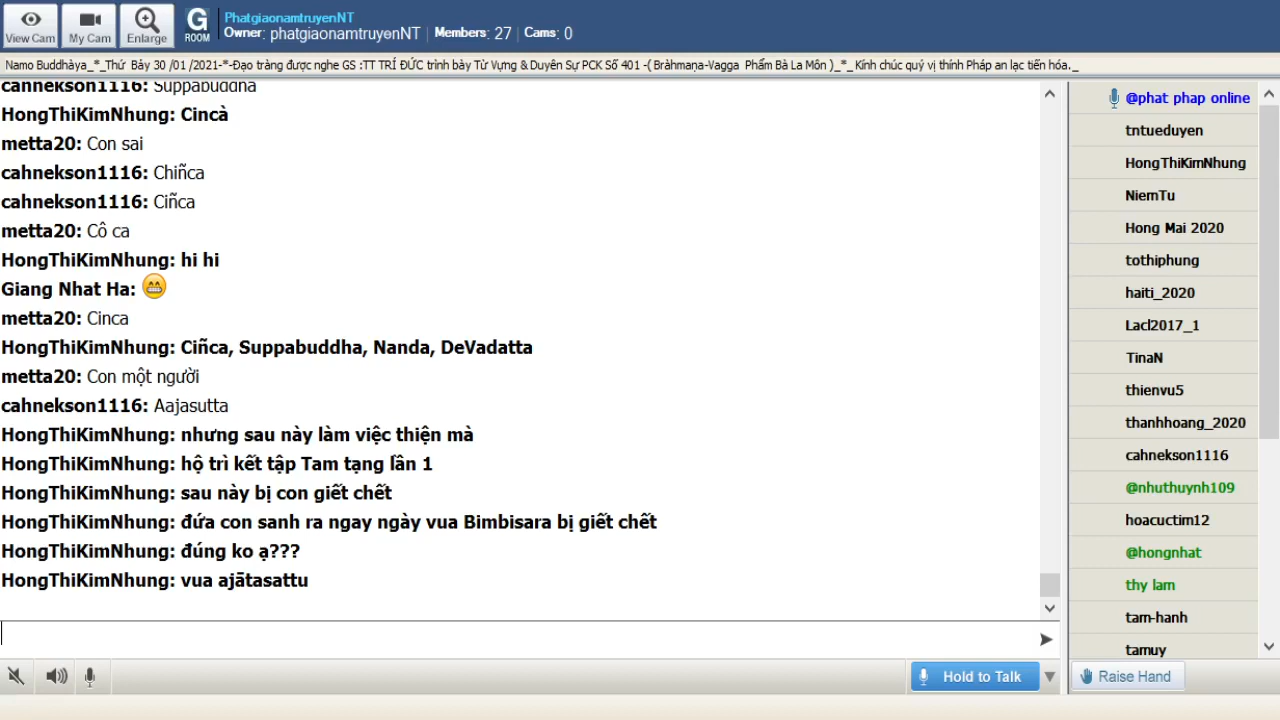 View Cam
My Cam
Enlarge
G
ROOM
PhatgiaonamtruyenNT
Owner: phatgiaonamtruyenNT | Members: 27 | Cams: 0
Namo Buddhàya_*_Thứ Bảy 30 /01 /2021-*-Đạo tràng được nghe GS :TT TRÍ ĐỨC trình bày Từ Vựng & Duyên Sự PCK Số 401 -( Bràhmaṇa-Vagga Phẩm Bà La Môn )_*_ Kính chúc quý vị thính Pháp an lạc tiến hóa._
cahnekson1116: Suppabuddha
HongThiKimNhung: Cincà
metta20: Con sai
cahnekson1116: Chiñca
cahnekson1116: Ciñca
metta20: Cô ca
HongThiKimNhung: hi hi
Giang Nhat Ha:
metta20: Cinca
HongThiKimNhung: Ciñca, Suppabuddha, Nanda, DeVadatta
metta20: Con một người
cahnekson1116: Aajasutta
HongThiKimNhung: nhưng sau này làm việc thiện mà
HongThiKimNhung: hộ trì kết tập Tam tạng lần 1
HongThiKimNhung: sau này bị con giết chết
HongThiKimNhung: đứa con sanh ra ngay ngày vua Bimbisara bị giết chết
HongThiKimNhung: đúng ko ạ???
HongThiKimNhung: vua ajātasattu
Hold to Talk
@phat phap online
tntueduyen
HongThiKimNhung
NiemTu
Hong Mai 2020
tothiphung
haiti_2020
Lacl2017_1
TinaN
thienvu5
thanhhoang_2020
cahnekson1116
@nhuthuynh109
hoacuctim12
@hongnhat
thy lam
tam-hanh
tamuy
Raise Hand